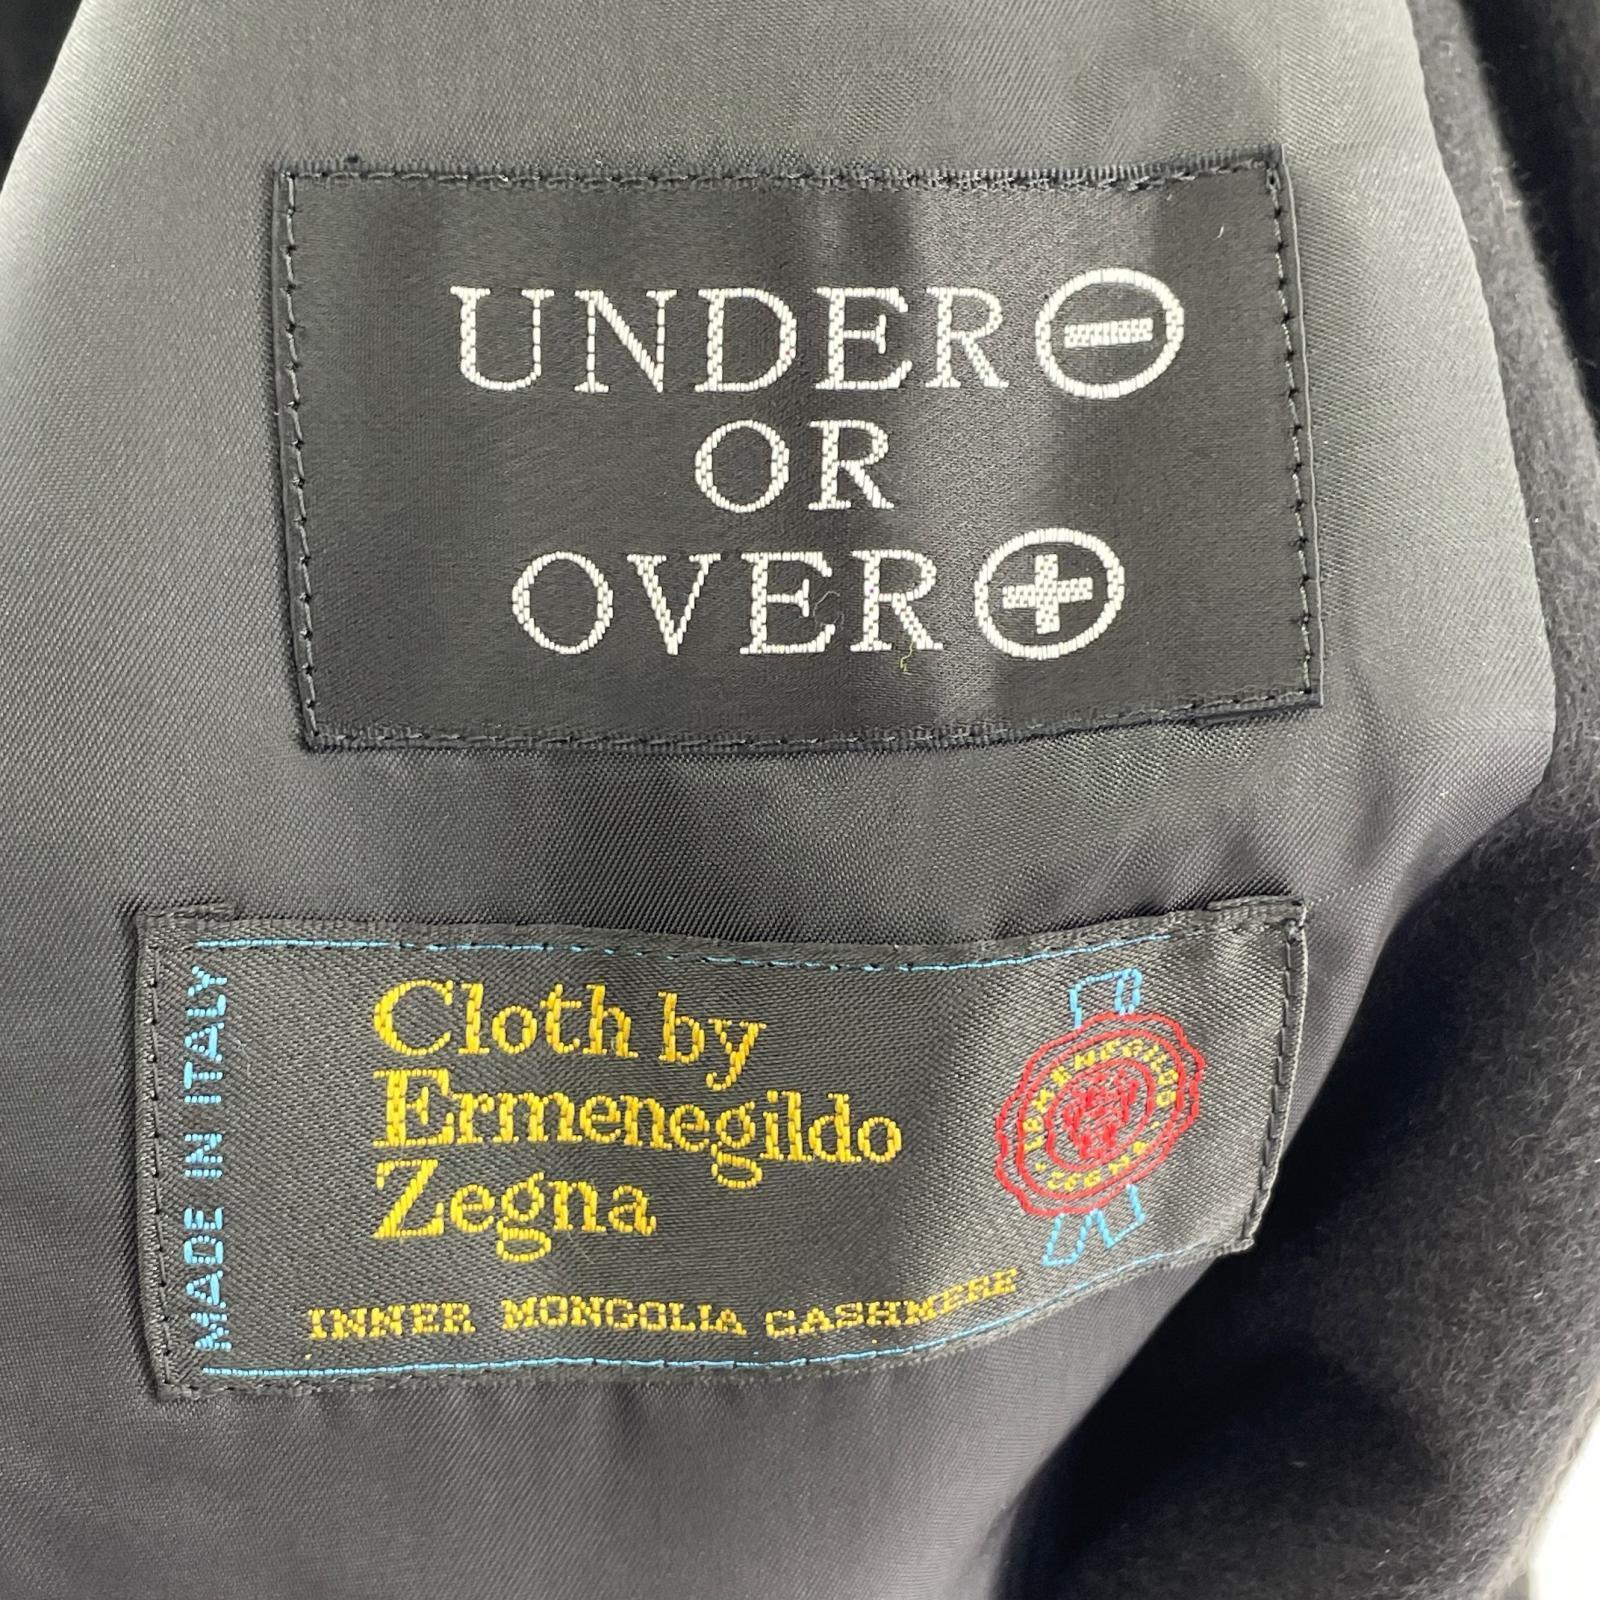 UNDER
OR
OVER
MADE IN ITALY
Cloth by
Ermenegildo
Zegna
INNER MONGOLIA CASHMERE